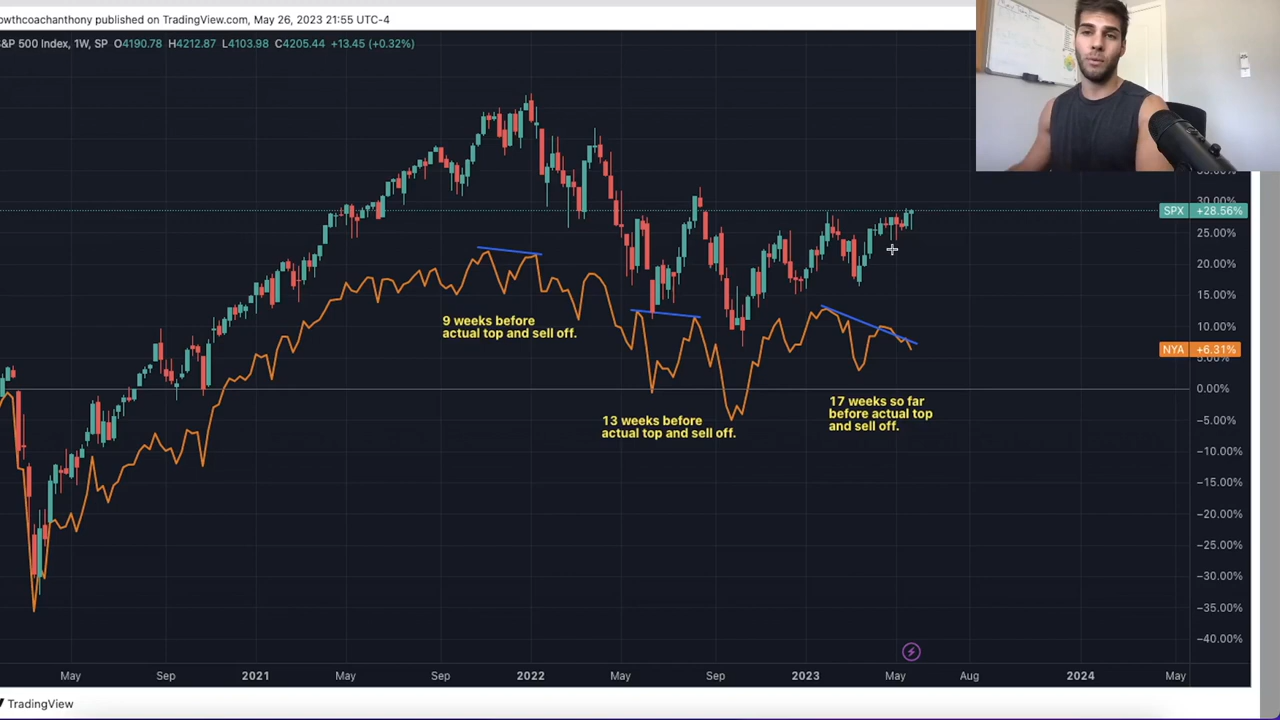 owthcoachanthony published on TradingView.com, May 26, 2023 21:55 UTC-4
&P 500 Index, 1W, SP O4190.78 H4212.87 L4103.98 C4205.44 +13.45 (+0.32%)
30.00%
SPX +28.56%
25.00%
20.00%
15.00%
10.00%
NYA +6.31%
5.00%
0.00%
−5.00%
−10.00%
−15.00%
−20.00%
−25.00%
−30.00%
−35.00%
−40.00%
9 weeks before
actual top and sell off.
13 weeks before
actual top and sell off.
17 weeks so far
before actual top
and sell off.
May Sep 2021 May Sep 2022 May Sep 2023 May Aug 2024 May
TradingView